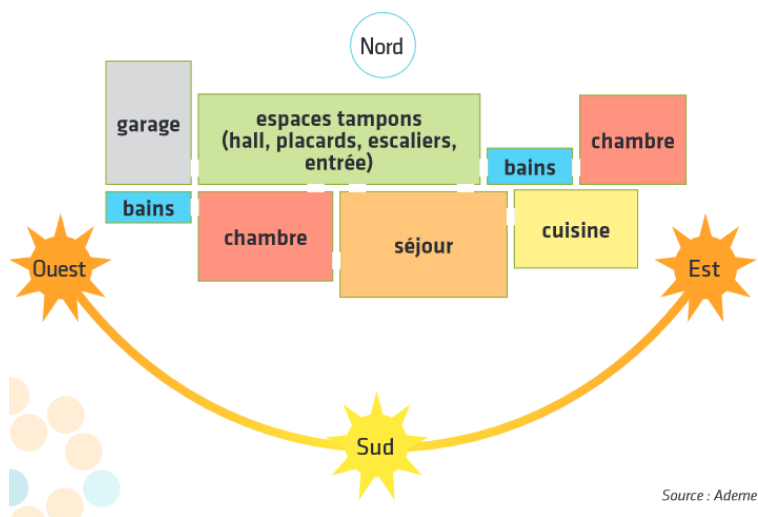 Nord
garage
espaces tampons
(hall, placards, escaliers,
entrée)
bains
chambre
bains
chambre
séjour
cuisine
Ouest
Est
Sud
Source : Ademe